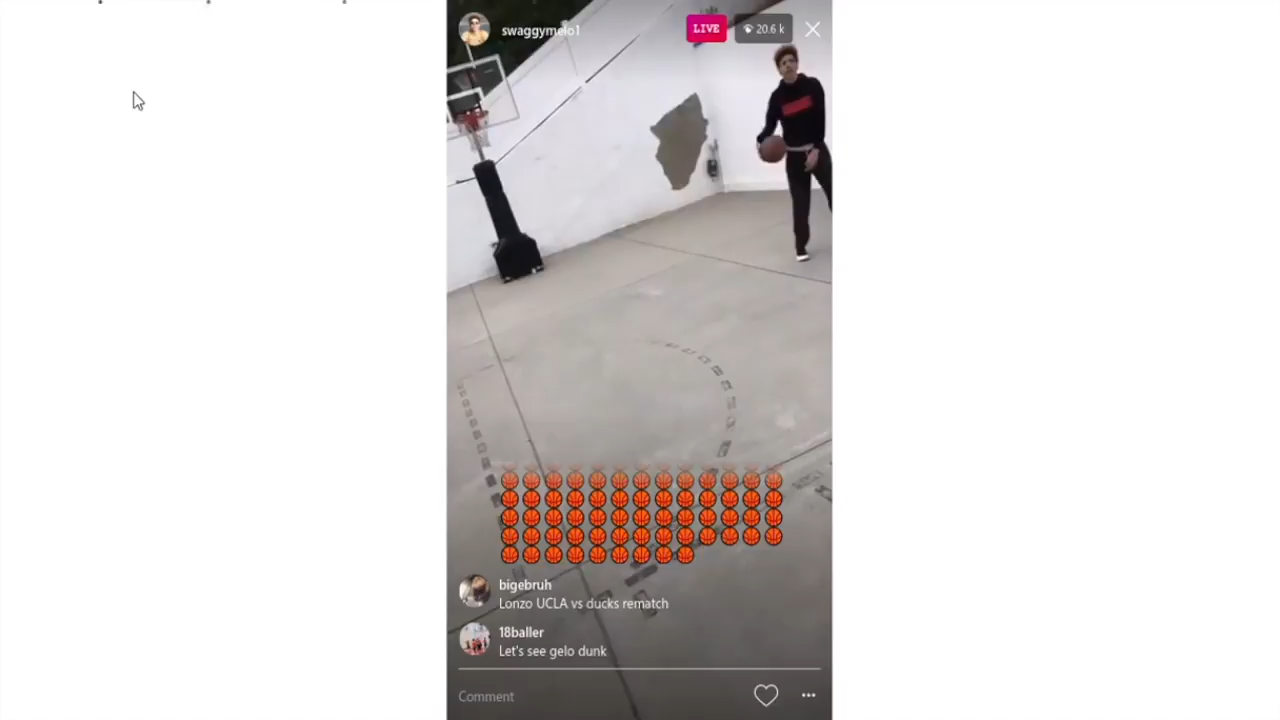 swaggymelo1
LIVE
20.6 k
bigebruh
Lonzo UCLA vs ducks rematch
18baller
Let's see gelo dunk
Comment